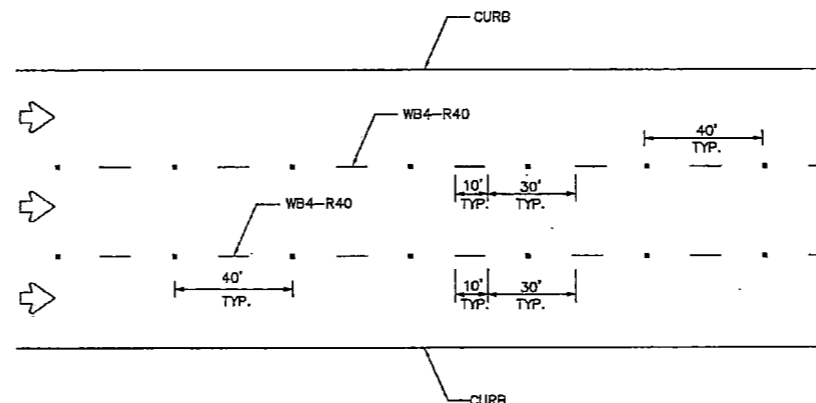 CURB
WB4-R40
40'
TYP.
10' 30'
TYP. TYP.
WB4-R40
40'
TYP.
10' 30'
TYP. TYP.
CURB